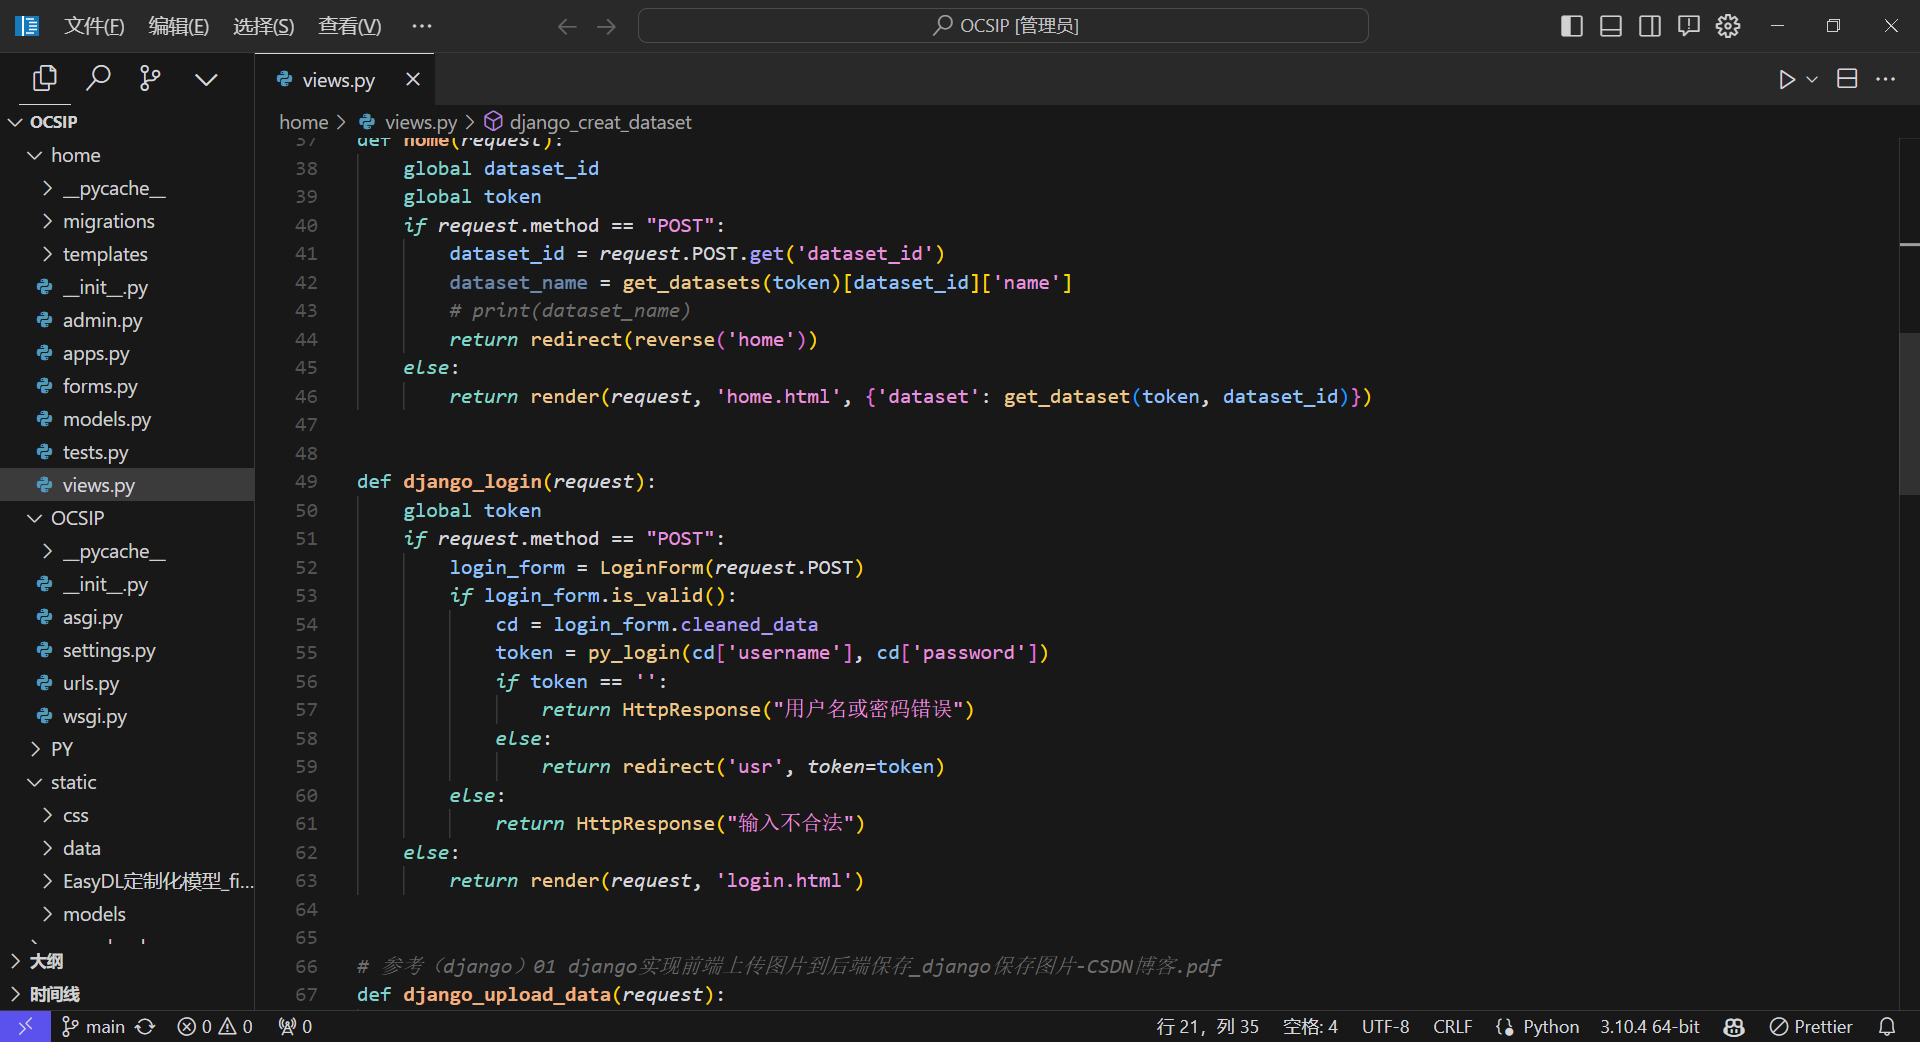 文件(F) 编辑(E) 选择(S) 查看(V) ··· OCSIP [管理员]
views.py
OCSIP
home
__pycache__
migrations
templates
__init__.py
admin.py
apps.py
forms.py
models.py
tests.py
views.py
OCSIP
__pycache__
__init__.py
asgi.py
settings.py
urls.py
wsgi.py
PY
static
css
data
EasyDL定制化模型_fi...
models
大纲
时间线
home > views.py > django_creat_dataset
37 def home(request):
38 global dataset_id
39 global token
40 if request.method == "POST":
41 dataset_id = request.POST.get('dataset_id')
42 dataset_name = get_datasets(token)[dataset_id]['name']
43 # print(dataset_name)
44 return redirect(reverse('home'))
45 else:
46 return render(request, 'home.html', {'dataset': get_dataset(token, dataset_id)})
47
48
49 def django_login(request):
50 global token
51 if request.method == "POST":
52 login_form = LoginForm(request.POST)
53 if login_form.is_valid():
54 cd = login_form.cleaned_data
55 token = py_login(cd['username'], cd['password'])
56 if token == '':
57 return HttpResponse("用户名或密码错误")
58 else:
59 return redirect('usr', token=token)
60 else:
61 return HttpResponse("输入不合法")
62 else:
63 return render(request, 'login.html')
64
65
66 # 参考（django）01 django实现前端上传图片到后端保存_django保存图片-CSDN博客.pdf
67 def django_upload_data(request):
main 0 0 0 行 21，列 35 空格: 4 UTF-8 CRLF Python 3.10.4 64-bit Prettier